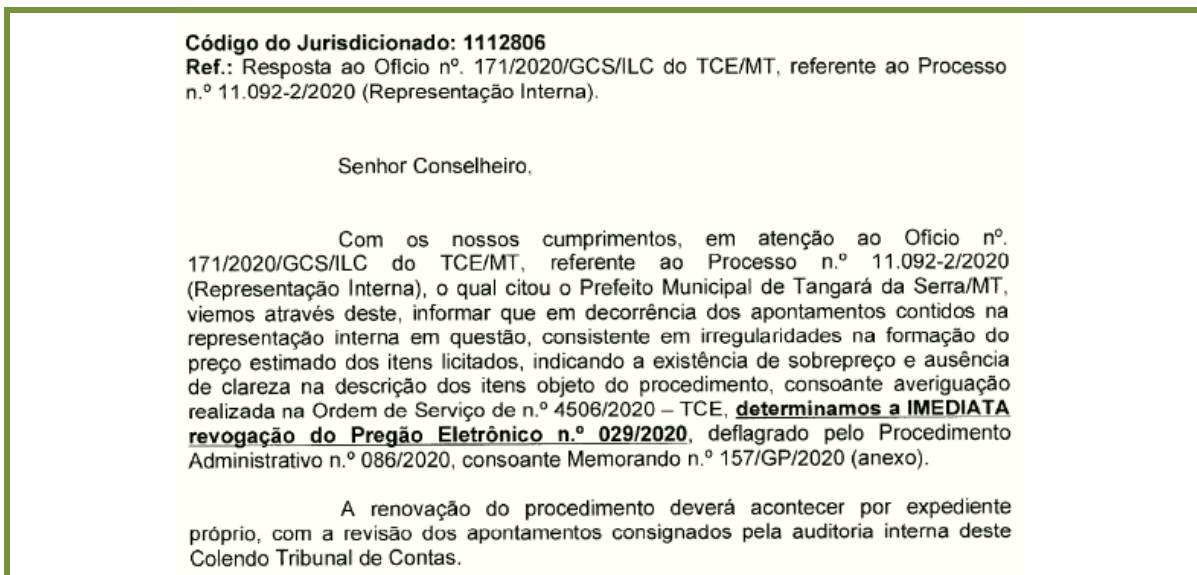 Código do Jurisdicionado: 1112806
Ref.: Resposta ao Oficio nº. 171/2020/GCS/ILC do TCE/MT, referente ao Processo
n.º 11.092-2/2020 (Representação Interna).
Senhor Conselheiro,
Com os nossos cumprimentos, em atenção ao Oficio nº.
171/2020/GCS/ILC do TCE/MT, referente ao Processo n.º 11.092-2/2020
(Representação Interna), o qual citou o Prefeito Municipal de Tangará da Serra/MT,
viemos através deste, informar que em decorrência dos apontamentos contidos na
representação interna em questão, consistente em irregularidades na formação do
preço estimado dos itens licitados, indicando a existência de sobrepreço e ausência
de clareza na descrição dos itens objeto do procedimento, consoante averiguação
realizada na Ordem de Serviço de n.º 4506/2020 – TCE, determinamos a IMEDIATA
revogação do Pregão Eletrônico n.º 029/2020, deflagrado pelo Procedimento
Administrativo n.º 086/2020, consoante Memorando n.º 157/GP/2020 (anexo).
A renovação do procedimento deverá acontecer por expediente
próprio, com a revisão dos apontamentos consignados pela auditoria interna deste
Colendo Tribunal de Contas.